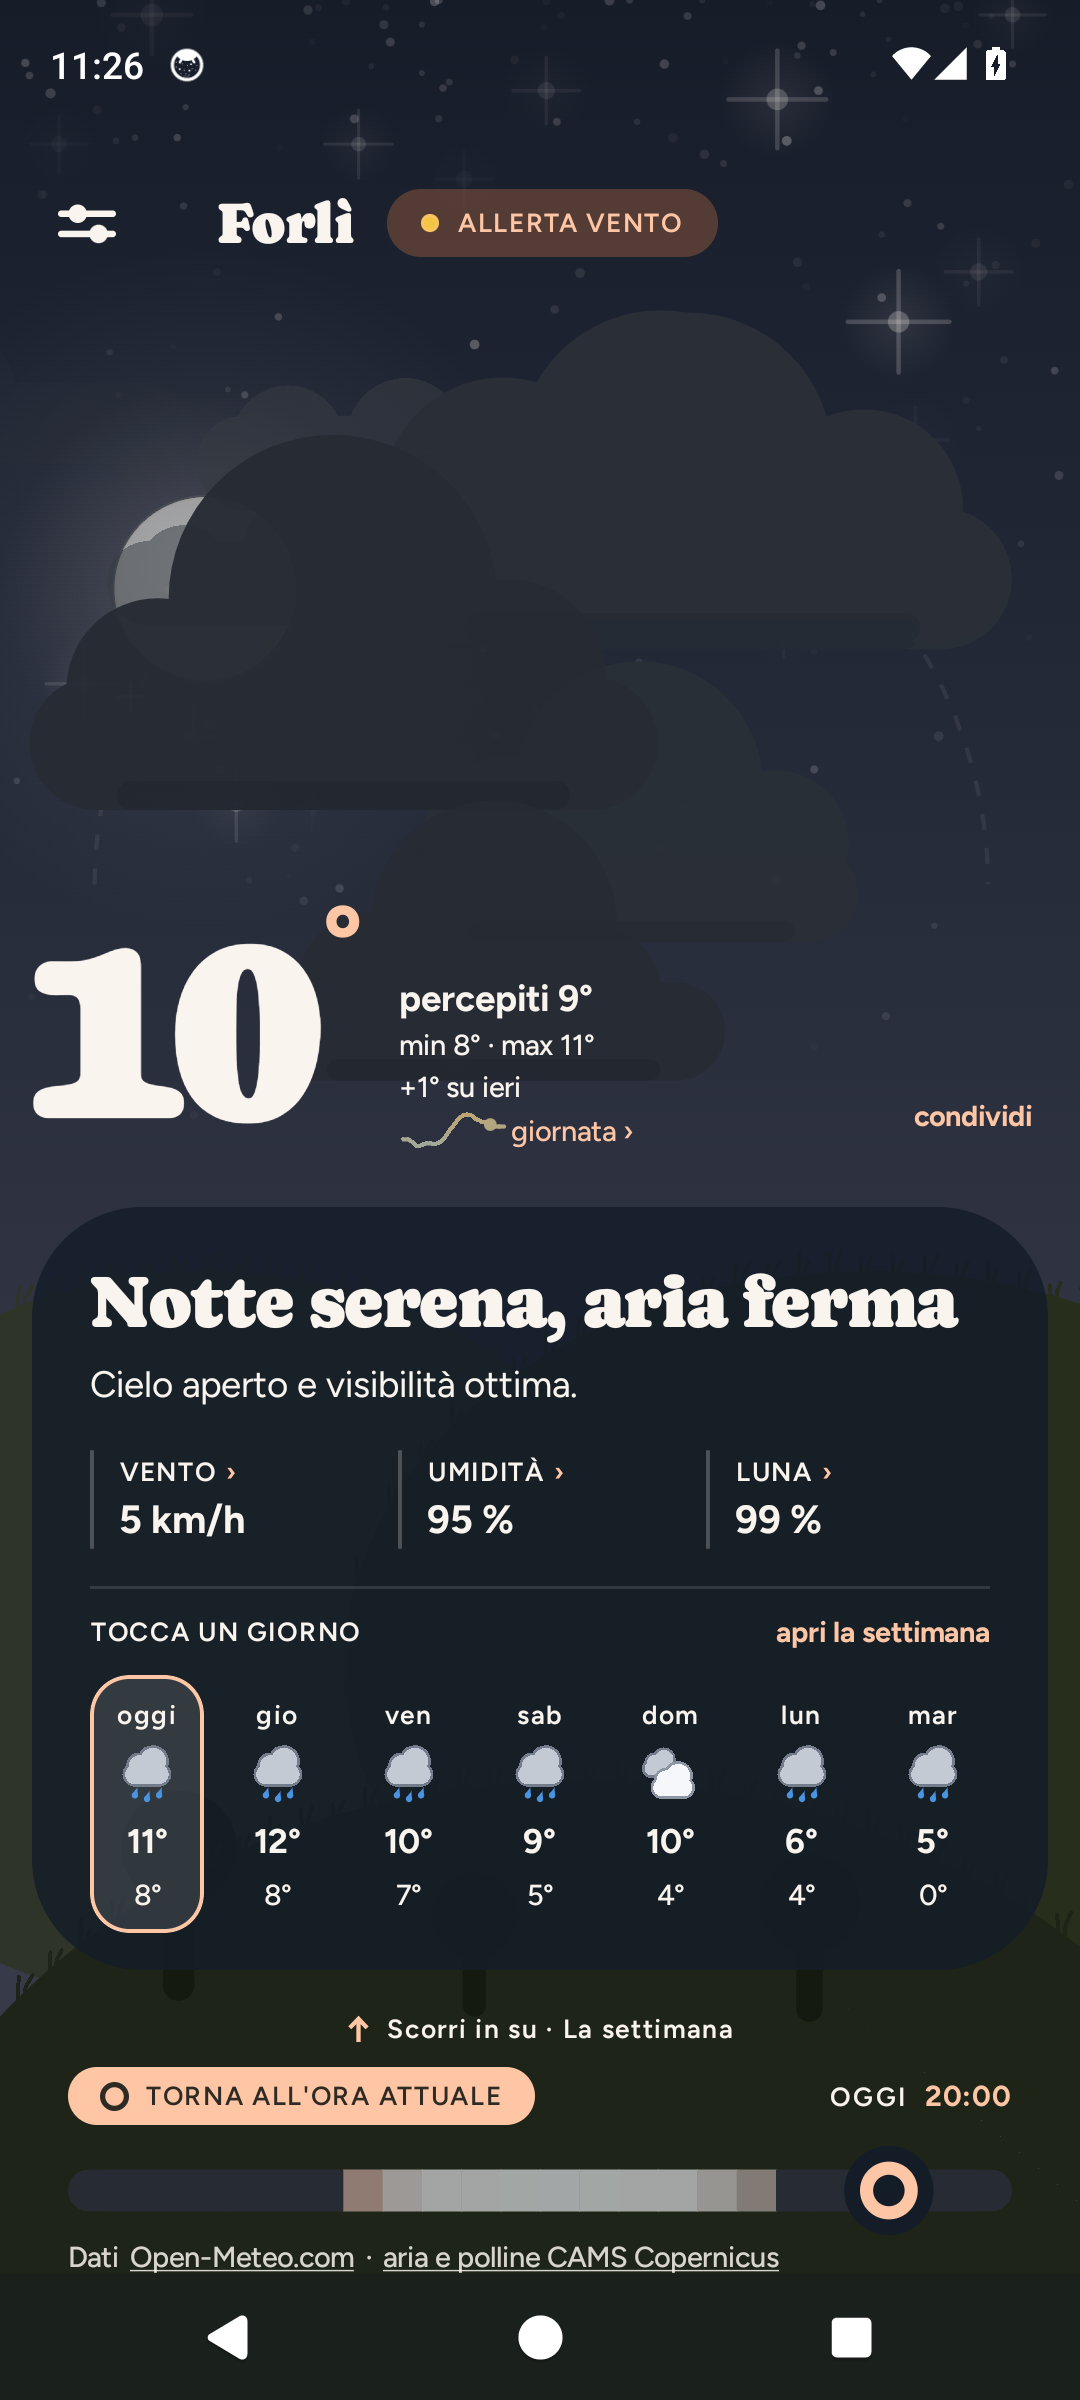 11:26
Forlì
ALLERTA VENTO
10°
percepiti 9°
min 8° · max 11°
+1° su ieri
giornata ›
condividi
Notte serena, aria ferma
Cielo aperto e visibilità ottima.
VENTO › UMIDITÀ › LUNA ›
5 km/h 95 % 99 %
TOCCA UN GIORNO apri la settimana
oggi gio ven sab dom lun mar
11° 12° 10° 9° 10° 6° 5°
8° 8° 7° 5° 4° 4° 0°
↑ Scorri in su · La settimana
TORNA ALL'ORA ATTUALE OGGI 20:00
Dati Open-Meteo.com · aria e polline CAMS Copernicus